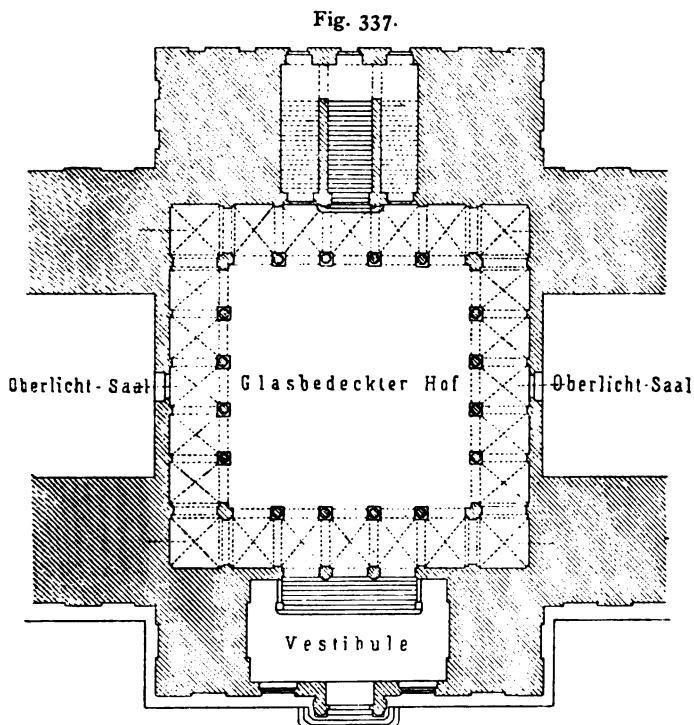 Fig. 337.
Oberlicht-Saal
Glasbedeckter Hof
Oberlicht-Saal
Vestibule